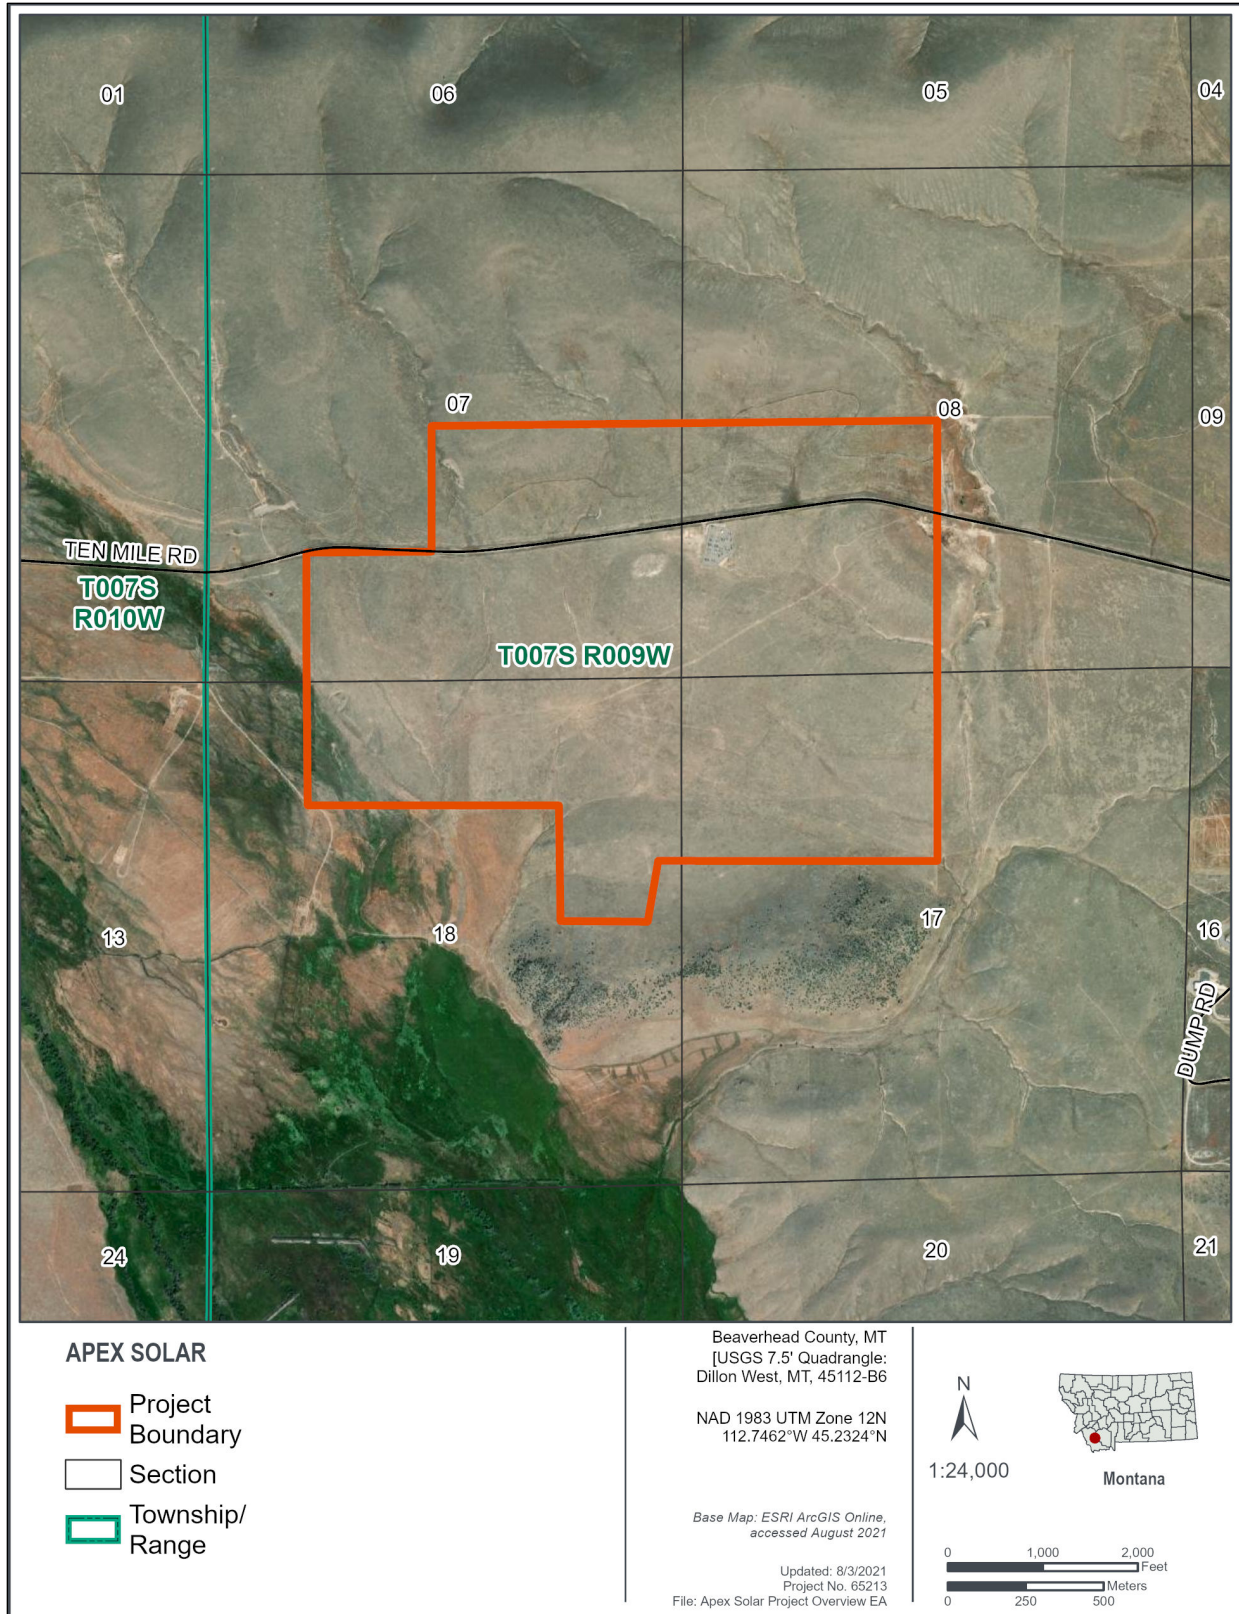 01
06
05
04
07
08
09
TEN MILE RD
T007S
R010W
T007S R009W
13
18
17
16
DUMP RD
24
19
20
21
APEX SOLAR
Project
Boundary
Section
Township/
Range
Beaverhead County, MT
[USGS 7.5' Quadrangle:
Dillon West, MT, 45112-B6
NAD 1983 UTM Zone 12N
112.7462°W 45.2324°N
Base Map: ESRI ArcGIS Online,
accessed August 2021
Updated: 8/3/2021
Project No. 65213
File: Apex Solar Project Overview EA
N
1:24,000
Montana
0 1,000 2,000
Feet
Meters
0 250 500